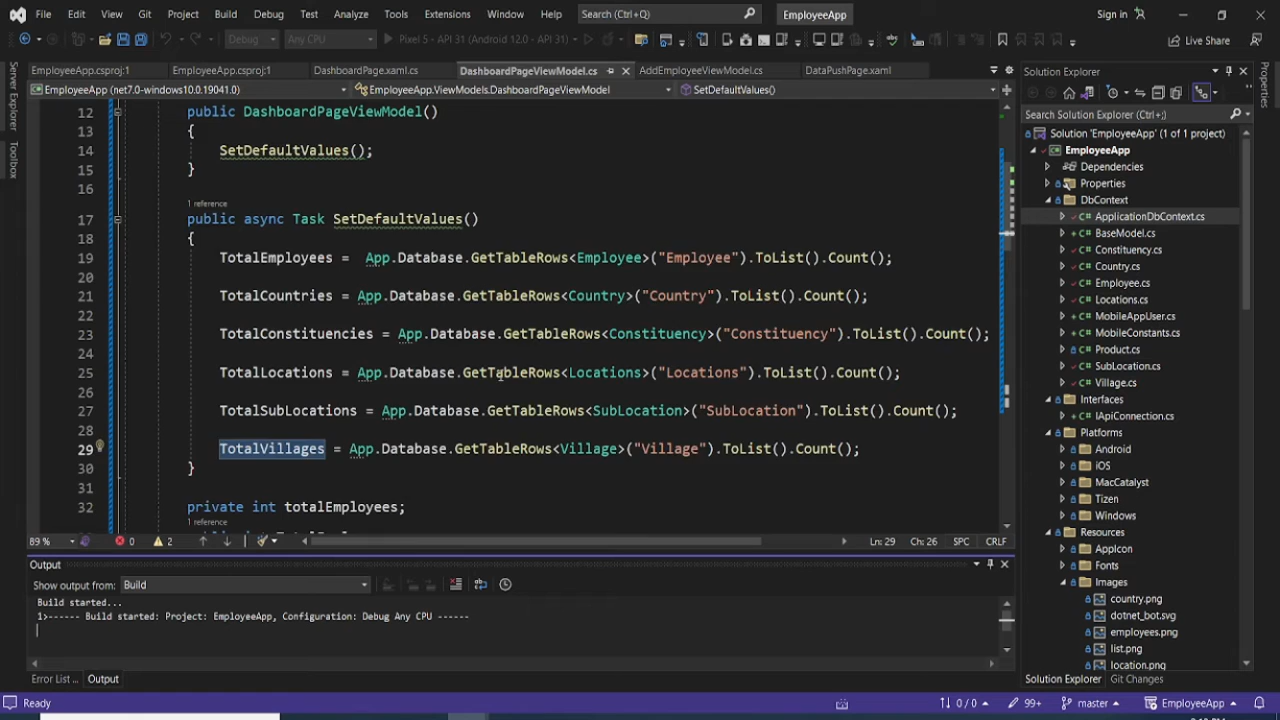 File Edit View Git Project Build Debug Test Analyze Tools Extensions Window Help Search (Ctrl+Q) EmployeeApp Sign in
Debug Any CPU Pixel 5 - API 31 (Android 12.0 - API 31) Live Share
EmployeeApp.csproj:1 EmployeeApp.csproj:1 DashboardPage.xaml.cs DashboardPageViewModel.cs AddEmployeeViewModel.cs DataPushPage.xaml
EmployeeApp (net7.0-windows10.0.19041.0) EmployeeApp.ViewModels.DashboardPageViewModel SetDefaultValues()
Server Explorer
Toolbox
12 public DashboardPageViewModel()
13 {
14 SetDefaultValues();
15 }
16
1 reference
17 public async Task SetDefaultValues()
18 {
19 TotalEmployees =  App.Database.GetTableRows<Employee>("Employee").ToList().Count();
20
21 TotalCountries = App.Database.GetTableRows<Country>("Country").ToList().Count();
22
23 TotalConstituencies = App.Database.GetTableRows<Constituency>("Constituency").ToList().Count();
24
25 TotalLocations = App.Database.GetTableRows<Locations>("Locations").ToList().Count();
26
27 TotalSubLocations = App.Database.GetTableRows<SubLocation>("SubLocation").ToList().Count();
28
29 TotalVillages = App.Database.GetTableRows<Village>("Village").ToList().Count();
30 }
31
32 private int totalEmployees;
1 reference
89 % 0 2 Ln: 29 Ch: 26 SPC CRLF
Output
Show output from: Build
Build started...
1>------ Build started: Project: EmployeeApp, Configuration: Debug Any CPU ------
Error List ... Output
Solution Explorer
Search Solution Explorer (Ctrl+;)
Solution 'EmployeeApp' (1 of 1 project)
EmployeeApp
Dependencies
Properties
DbContext
C# ApplicationDbContext.cs
C# BaseModel.cs
C# Constituency.cs
C# Country.cs
C# Employee.cs
C# Locations.cs
C# MobileAppUser.cs
C# MobileConstants.cs
C# Product.cs
C# SubLocation.cs
C# Village.cs
Interfaces
C# IApiConnection.cs
Platforms
Android
iOS
MacCatalyst
Tizen
Windows
Resources
AppIcon
Fonts
Images
country.png
dotnet_bot.svg
employees.png
list.png
location.png
Solution Explorer Git Changes
Properties
Ready 0 / 0 99+ master EmployeeApp